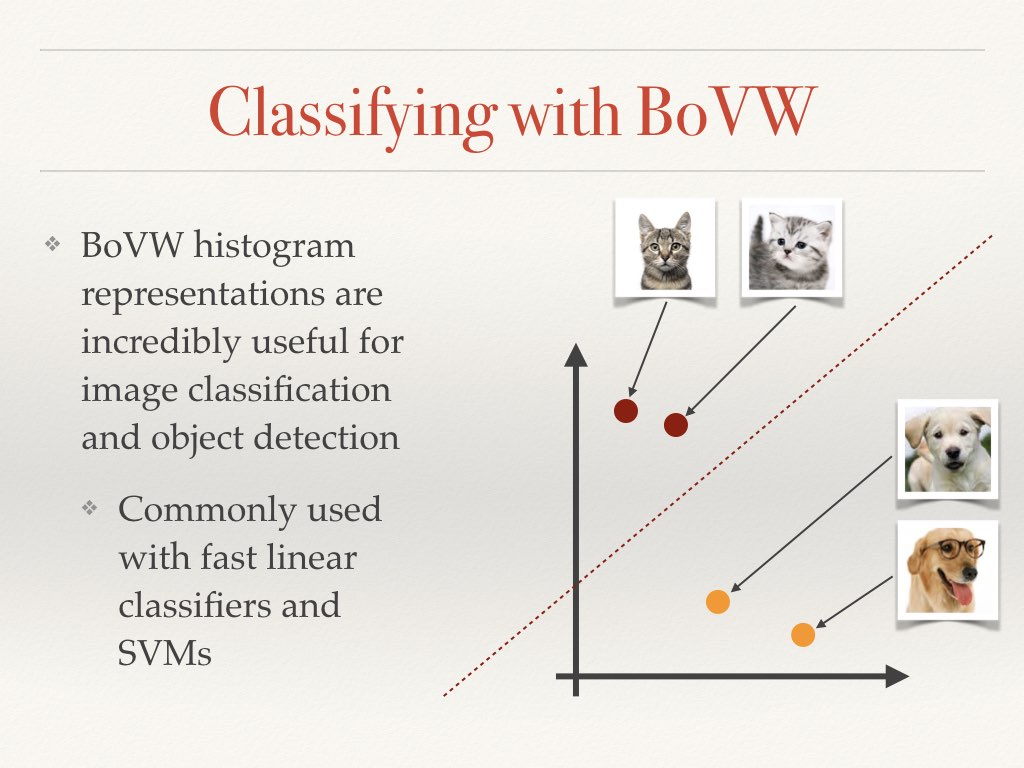 Classifying with BoVW
BoVW histogram
representations are
incredibly useful for
image classification
and object detection
Commonly used
with fast linear
classifiers and
SVMs